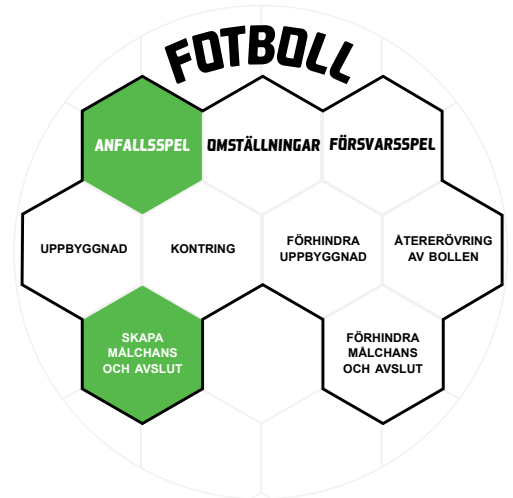 FOTBOLL
ANFALLSSPEL
OMSTÄLLNINGAR
FÖRSVARSSPEL
UPPBYGGNAD
KONTRING
FÖRHINDRA
UPPBYGGNAD
ÅTERERÖVRING
AV BOLLEN
SKAPA
MÅLCHANS
OCH AVSLUT
FÖRHINDRA
MÅLCHANS
OCH AVSLUT